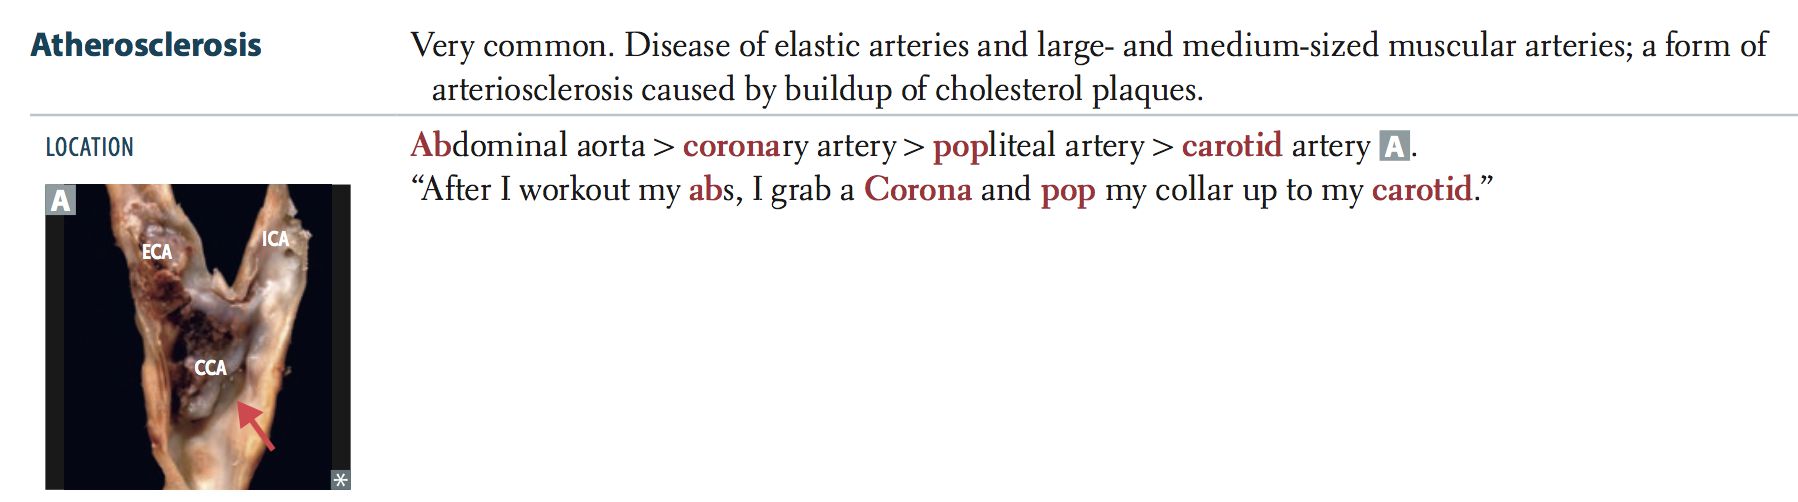 Atherosclerosis
Very common. Disease of elastic arteries and large- and medium-sized muscular arteries; a form of
arteriosclerosis caused by buildup of cholesterol plaques.
LOCATION
Abdominal aorta > coronary artery > popliteal artery > carotid artery A.
“After I workout my abs, I grab a Corona and pop my collar up to my carotid.”
A
ECA
ICA
CCA
*